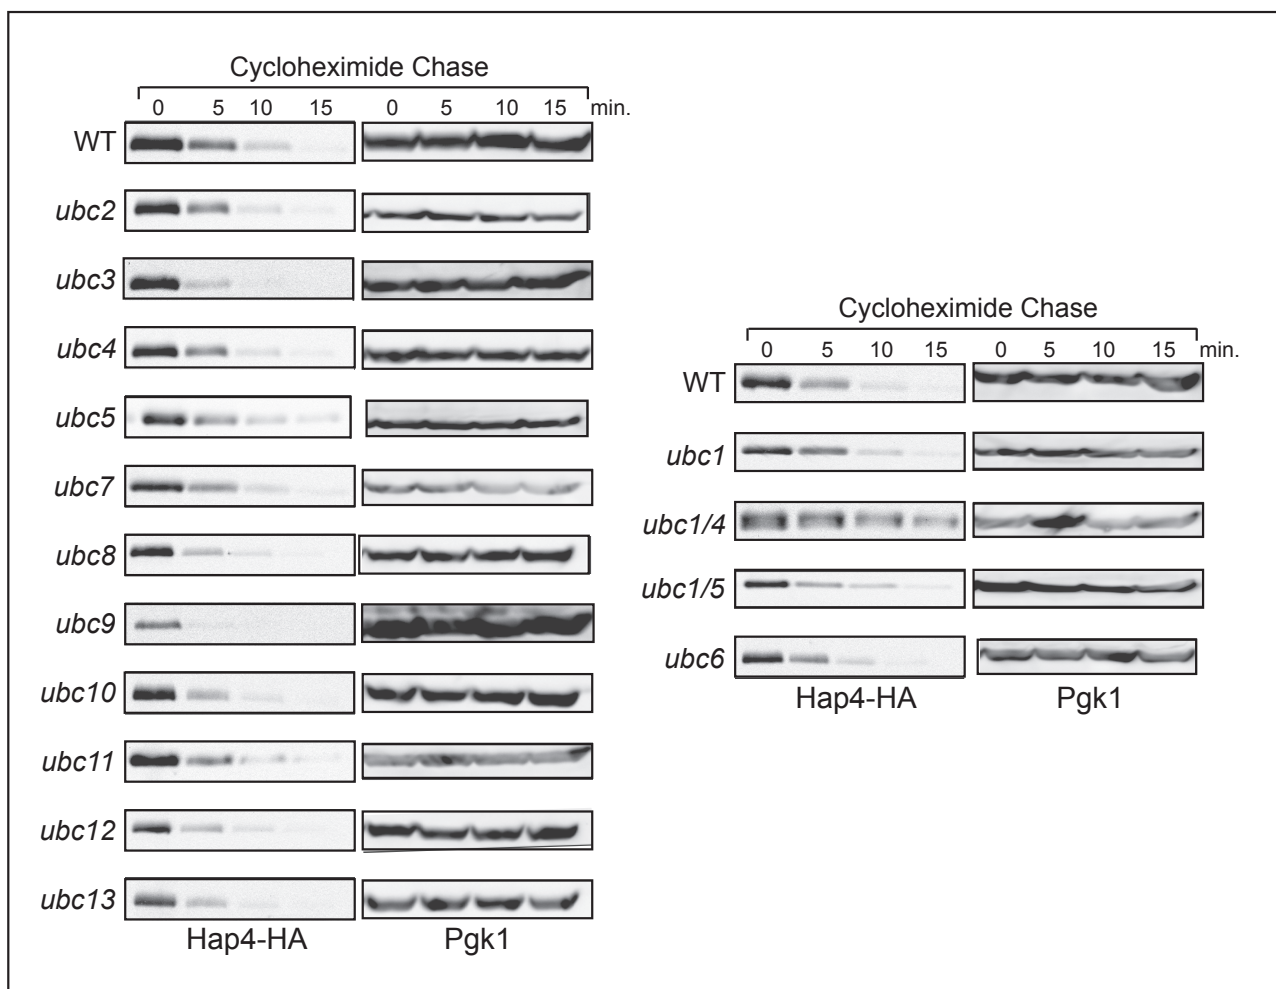 Cycloheximide Chase
0 5 10 15 0 5 10 15 min.
WT
ubc2
ubc3
ubc4
ubc5
ubc7
ubc8
ubc9
ubc10
ubc11
ubc12
ubc13
Hap4-HA Pgk1
Cycloheximide Chase
0 5 10 15 0 5 10 15 min.
WT
ubc1
ubc1/4
ubc1/5
ubc6
Hap4-HA Pgk1